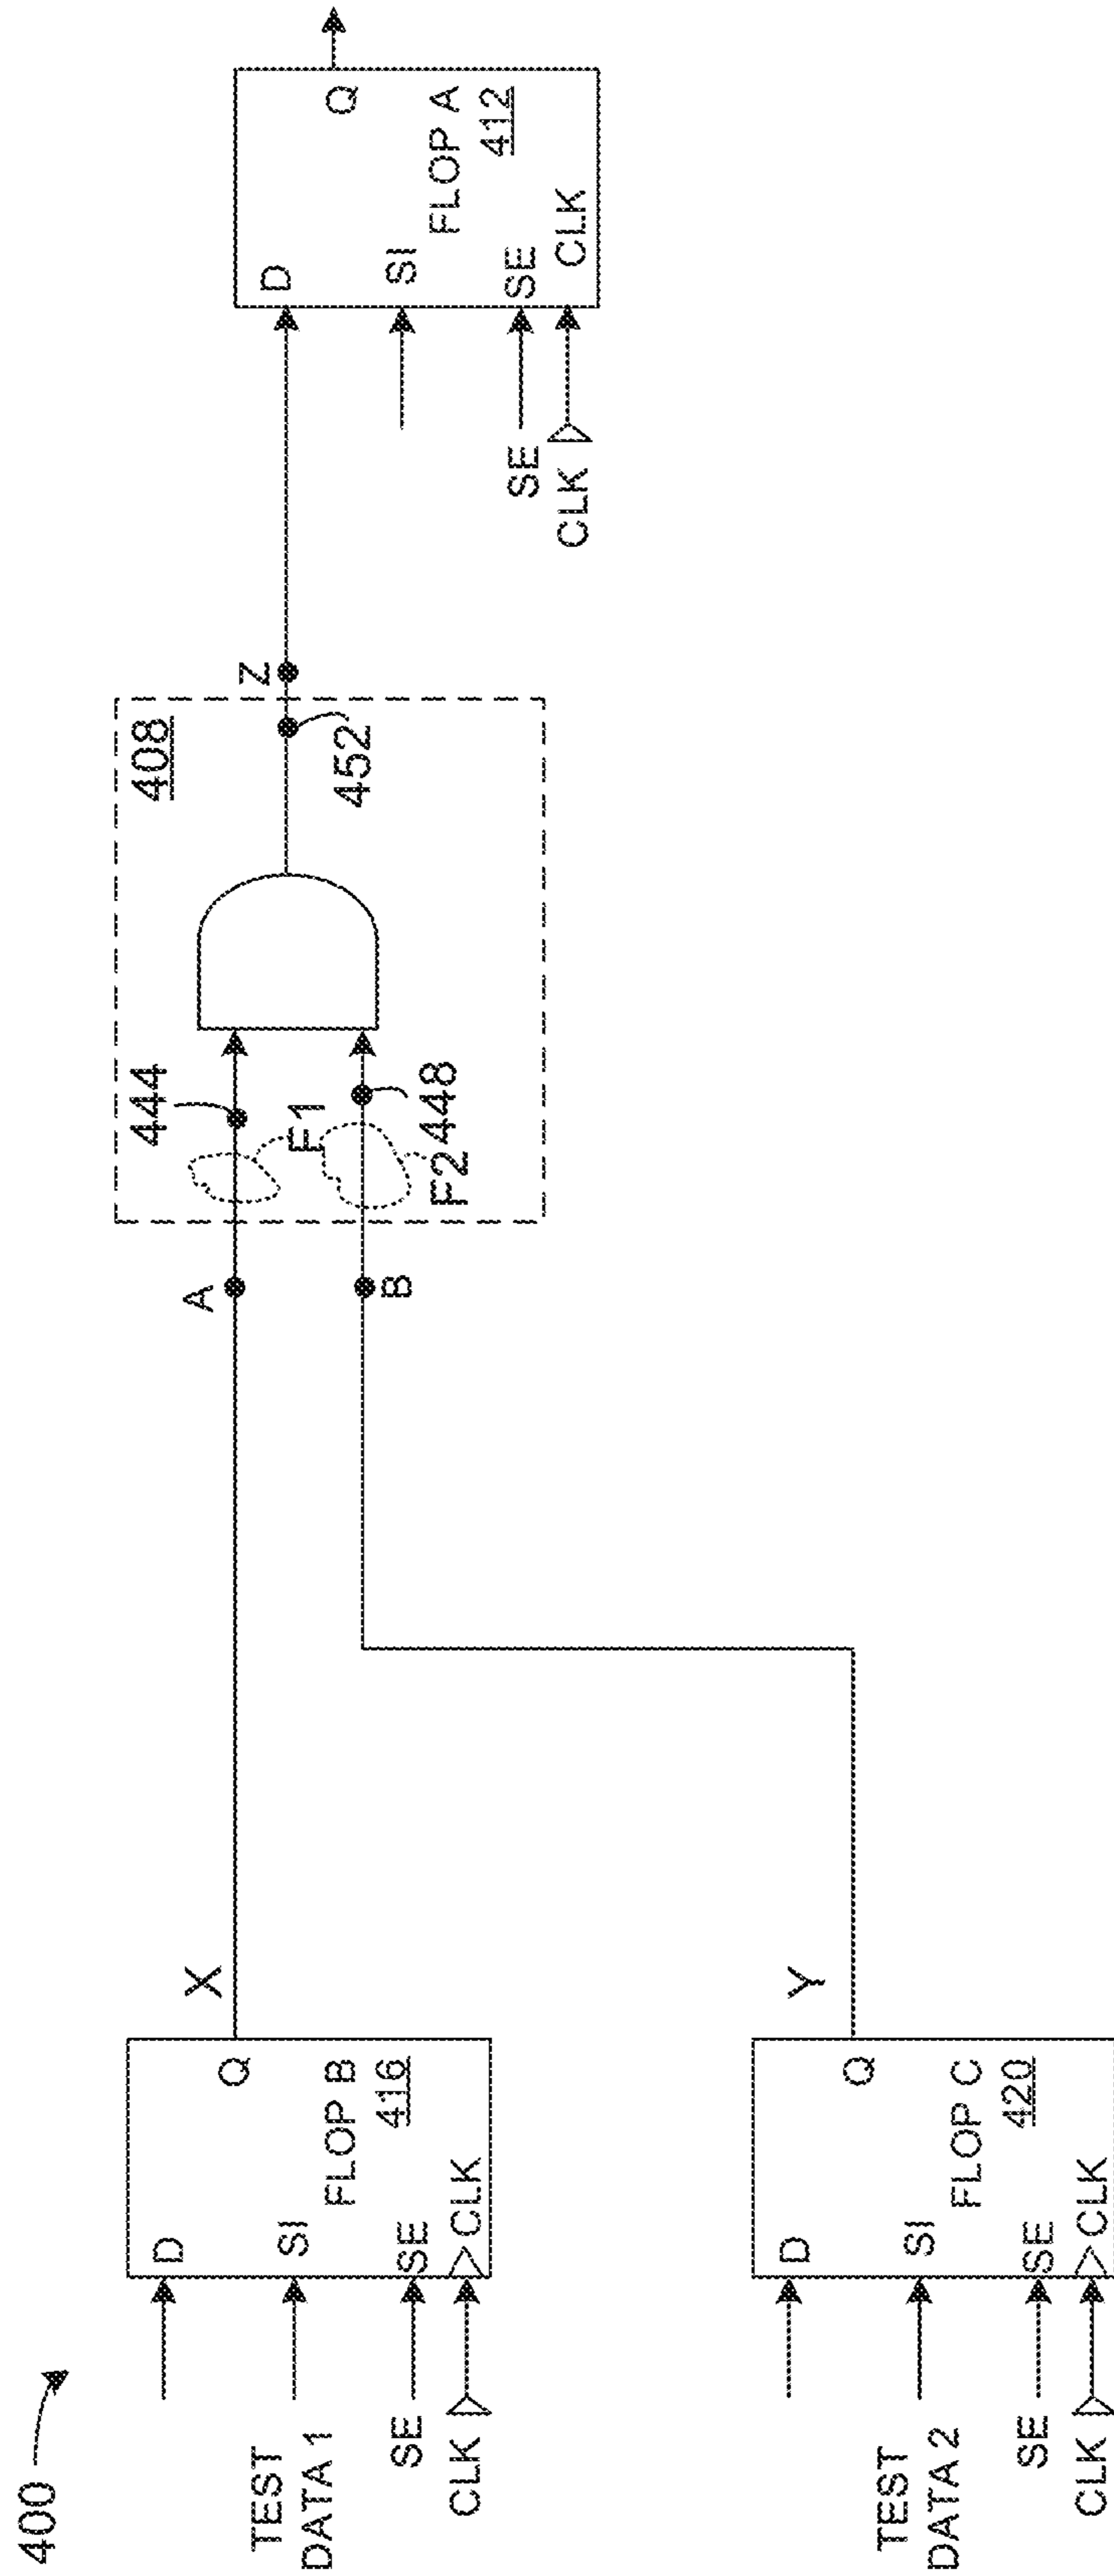 400
D
SI
SE
CLK
Q
FLOP B
416
TEST
DATA 1
SE
CLK
X
D
SI
SE
CLK
Q
FLOP C
420
TEST
DATA 2
SE
CLK
Y
A
B
444
F1
F2
448
408
452
Z
D
SI
SE
CLK
Q
FLOP A
412
SE
CLK